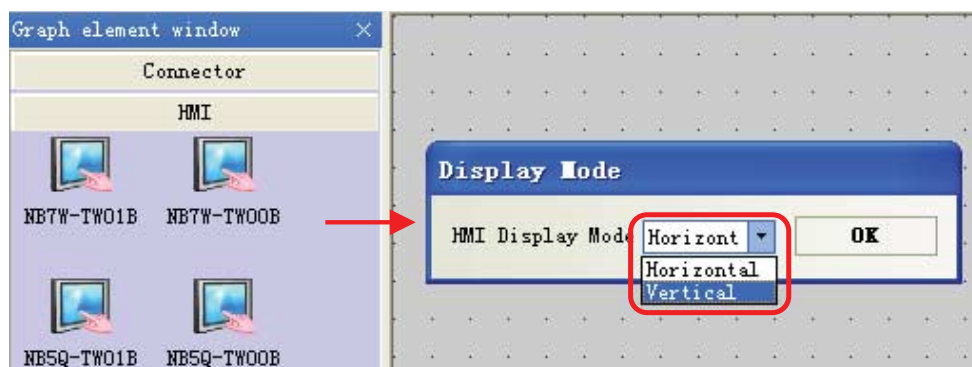 Graph element window
Connector
HMI
NB7W-TW01B NB7W-TW00B
NB5Q-TW01B NB5Q-TW00B
Display Mode
HMI Display Mod Horizont OK
Horizontal
Vertical